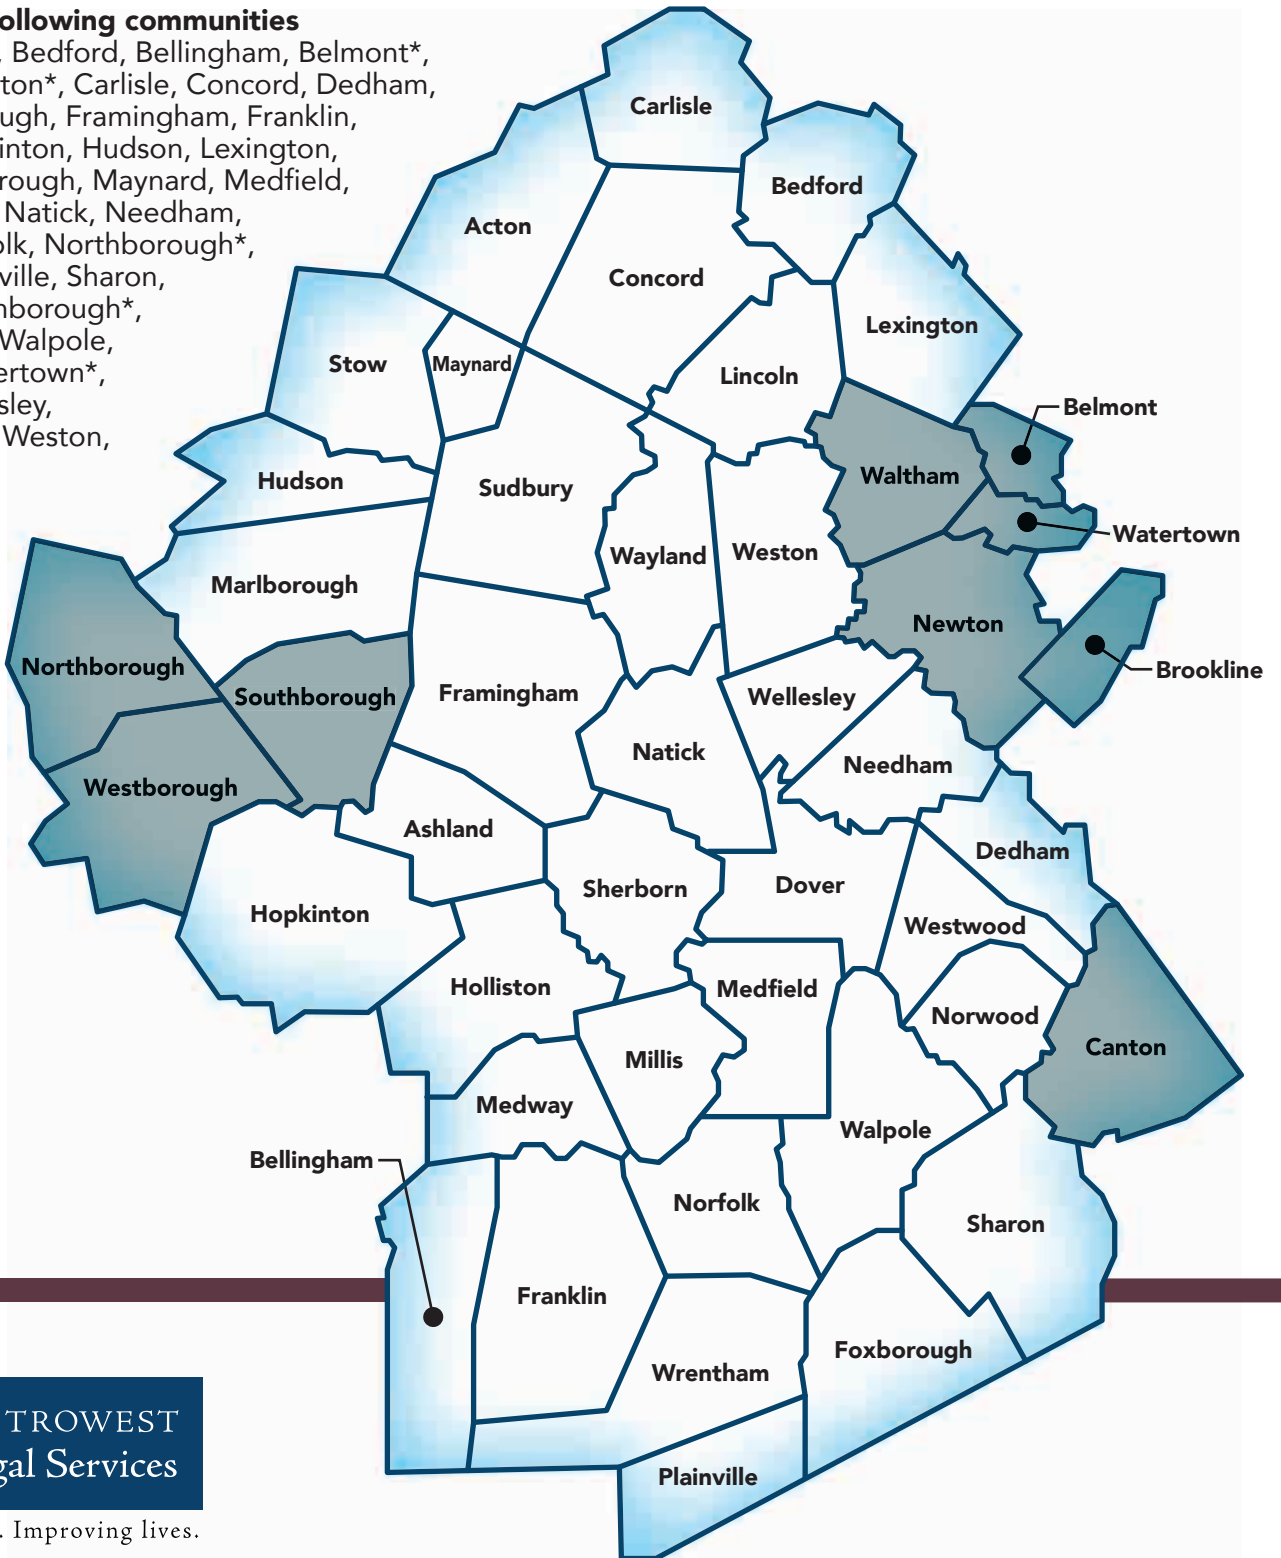 ollowing communities
, Bedford, Bellingham, Belmont*,
ton*, Carlisle, Concord, Dedham,
ugh, Framingham, Franklin,
inton, Hudson, Lexington,
rough, Maynard, Medfield,
Natick, Needham,
olk, Northborough*,
ville, Sharon,
hborough*,
Walpole,
ertown*,
sley,
Weston,
Carlisle
Bedford
Acton
Concord
Lexington
Stow
Maynard
Lincoln
Belmont
Hudson
Sudbury
Waltham
Watertown
Wayland
Weston
Marlborough
Newton
Northborough
Southborough
Framingham
Wellesley
Brookline
Natick
Needham
Westborough
Ashland
Dedham
Sherborn
Dover
Hopkinton
Westwood
Holliston
Medfield
Norwood
Canton
Millis
Medway
Walpole
Bellingham
Norfolk
Sharon
Franklin
Foxborough
Wrentham
Plainville
TROWEST
gal Services
. Improving lives.